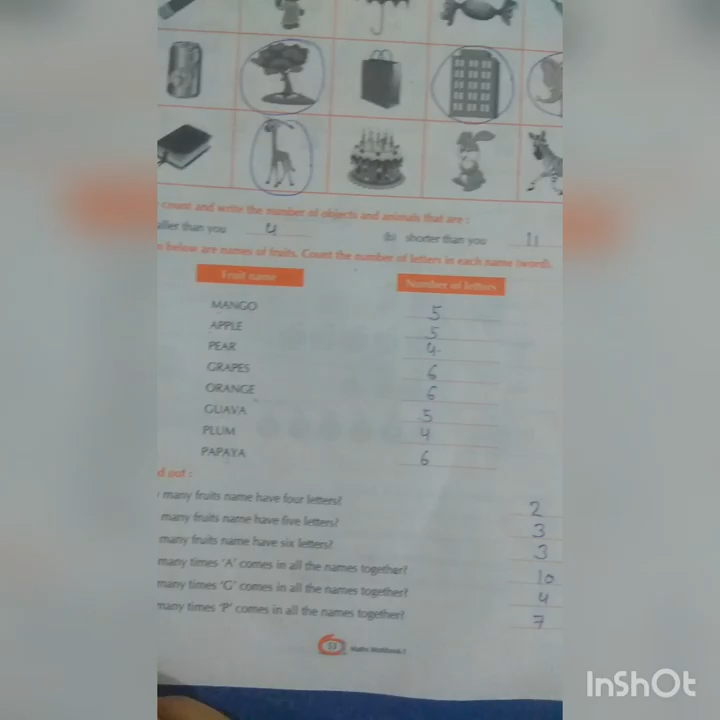 count and write the number of objects and animals that are :
aller than you 4 (b) shorter than you 11
below are names of fruits. Count the number of letters in each name (word).
Fruit name Number of letters
MANGO 5
APPLE 5
PEAR 4
GRAPES 6
ORANGE 6
GUAVA 5
PLUM 4
PAPAYA 6
d out :
many fruits name have four letters? 2
many fruits name have five letters? 3
many fruits name have six letters? 3
many times 'A' comes in all the names together? 10
many times 'G' comes in all the names together? 4
many times 'P' comes in all the names together? 7
53 Maths Workbook-1
InShOt